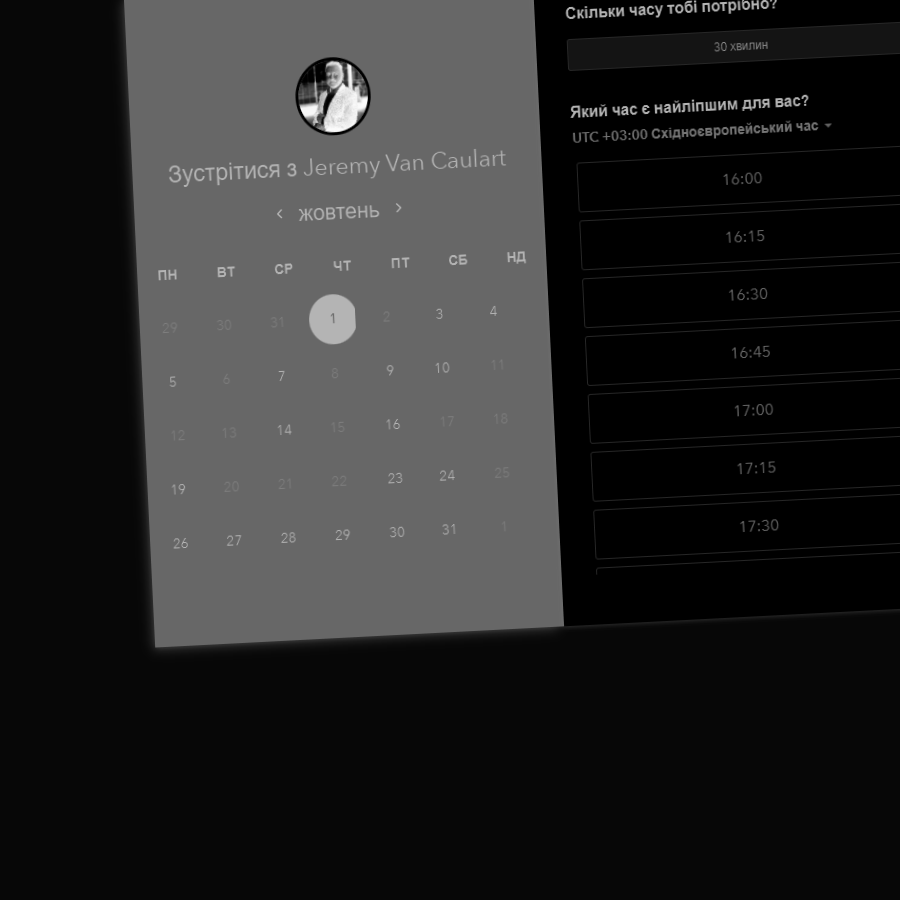 Зустрітися з Jeremy Van Caulart
‹ жовтень ›
ПН ВТ СР ЧТ ПТ СБ НД
29 30 31 1 2 3 4
5 6 7 8 9 10 11
12 13 14 15 16 17 18
19 20 21 22 23 24 25
26 27 28 29 30 31 1
Скільки часу тобі потрібно?
30 хвилин
Який час є найліпшим для вас?
UTC +03:00 Східноєвропейський час
16:00
16:15
16:30
16:45
17:00
17:15
17:30